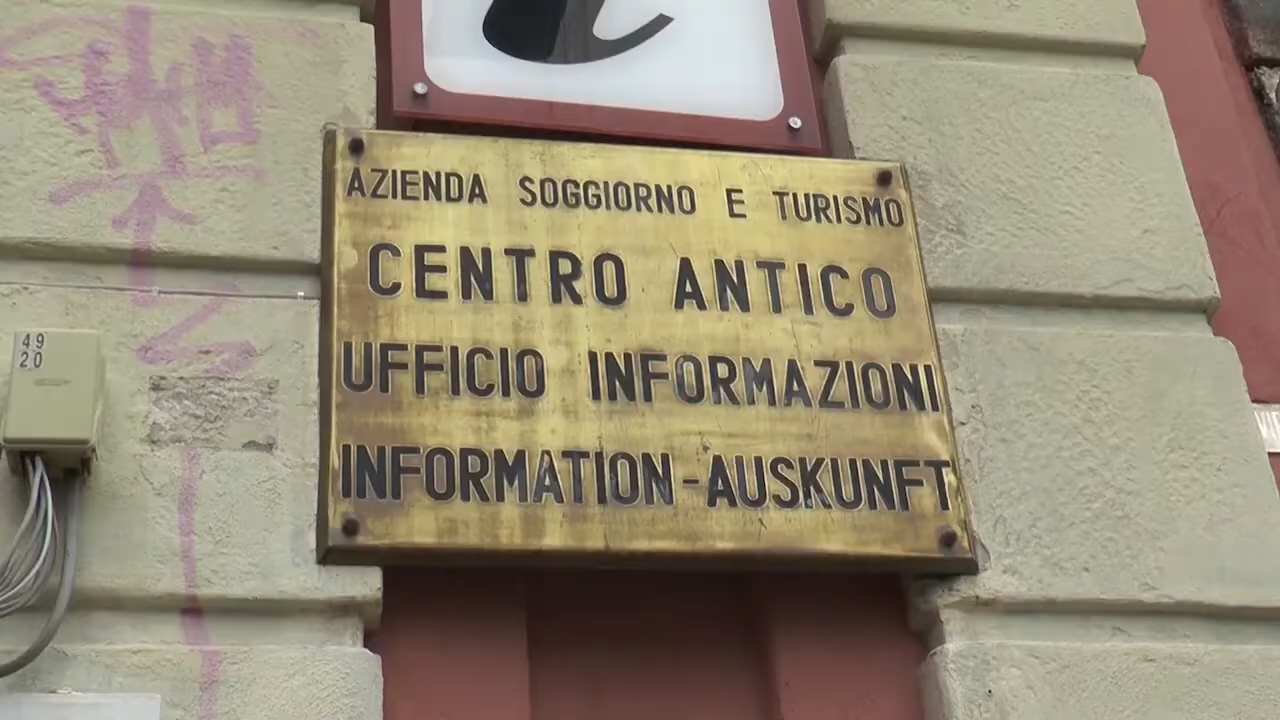 i
AZIENDA SOGGIORNO E TURISMO
CENTRO ANTICO
UFFICIO INFORMAZIONI
INFORMATION-AUSKUNFT
49
20